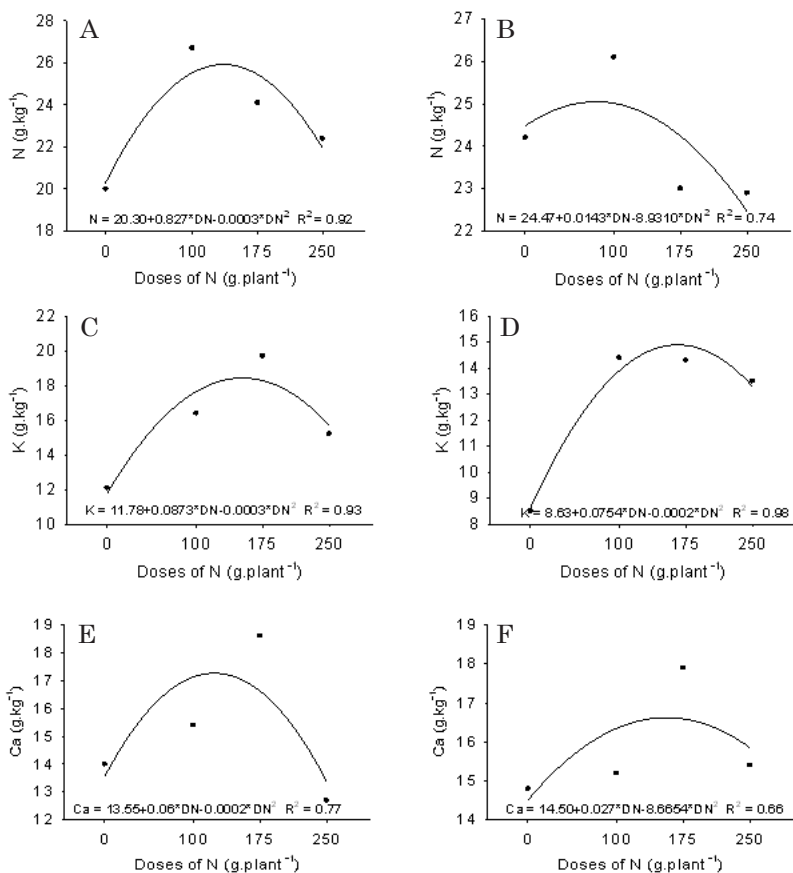 A
N (g.kg⁻¹)
28
26
24
22
20
18
N = 20.30+0.827*DN-0.0003*DN² R² = 0.92
0 100 175 250
Doses of N (g.plant⁻¹)
B
N (g.kg⁻¹)
27
26
25
24
23
22
N = 24.47+0.0143*DN-8.9310*DN² R² = 0.74
0 100 175 250
Doses of N (g.plant⁻¹)
C
K (g.kg⁻¹)
22
20
18
16
14
12
10
K = 11.78+0.0873*DN-0.0003*DN² R² = 0.93
0 100 175 250
Doses of N (g.plant⁻¹)
D
K (g.kg⁻¹)
16
15
14
13
12
11
10
9
8
K = 8.63+0.0754*DN-0.0002*DN² R² = 0.98
0 100 175 250
Doses of N (g.plant⁻¹)
E
Ca (g.kg⁻¹)
19
18
17
16
15
14
13
12
Ca = 13.55+0.06*DN-0.0002*DN² R² = 0.77
0 100 175 250
Doses of N (g.plant⁻¹)
F
Ca (g.kg⁻¹)
19
18
17
16
15
14
Ca = 14.50+0.027*DN-8.6654*DN² R² = 0.66
0 100 175 250
Doses of N (g.plant⁻¹)